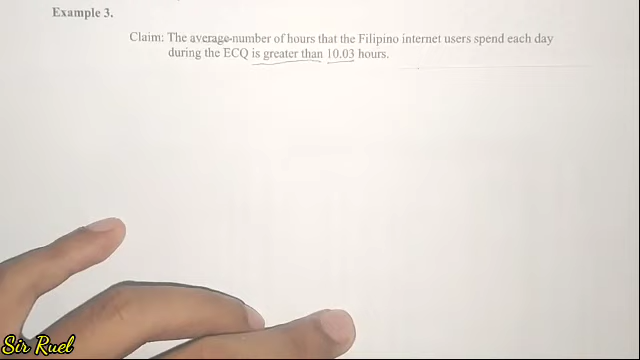 Example 3.
Claim: The average number of hours that the Filipino internet users spend each day
during the ECQ is greater than 10.03 hours.
Sir Ruel